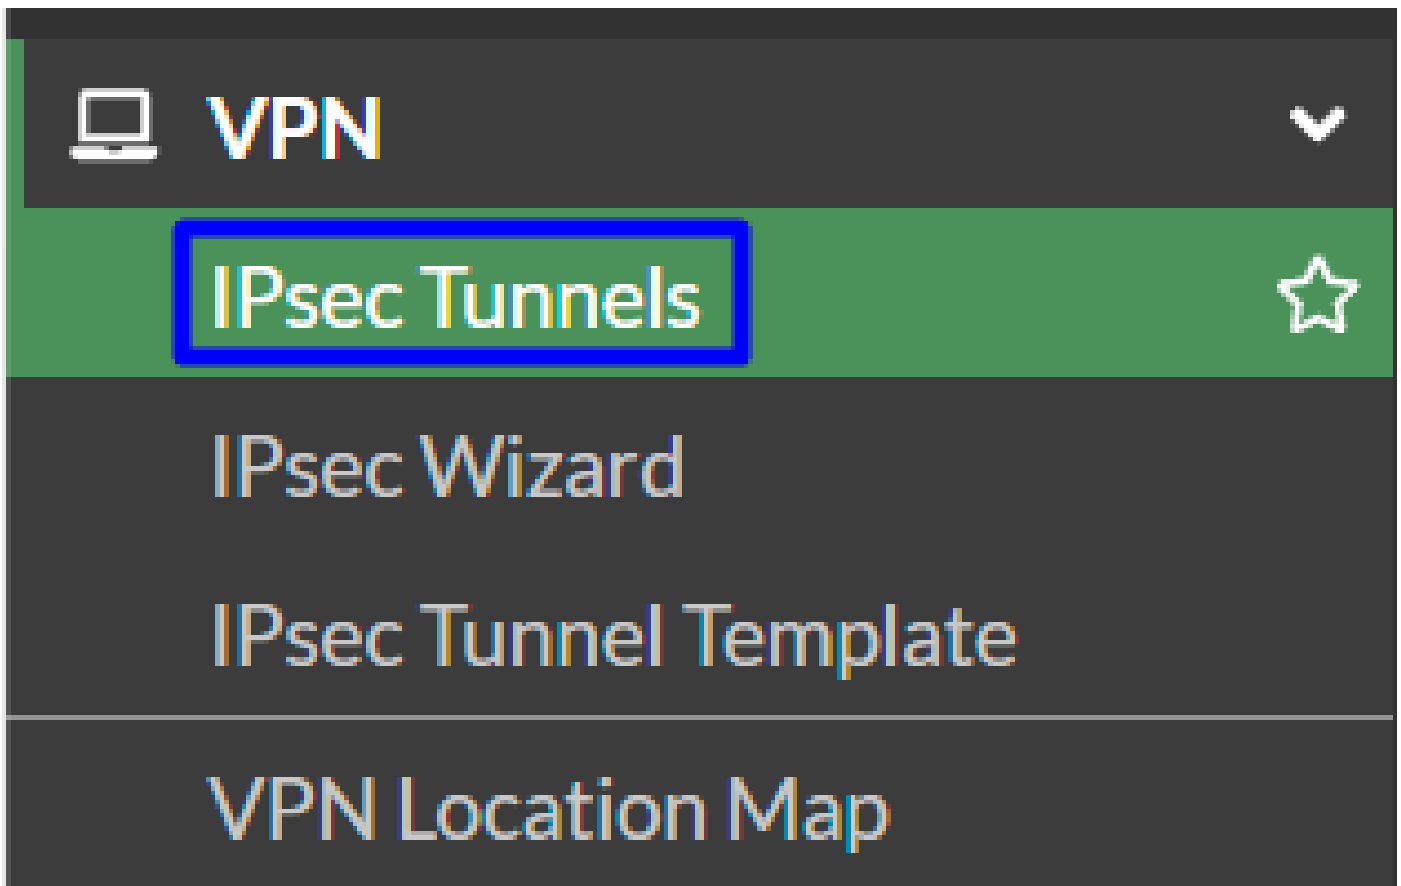 VPN
IPsec Tunnels
IPsec Wizard
IPsec Tunnel Template
VPN Location Map